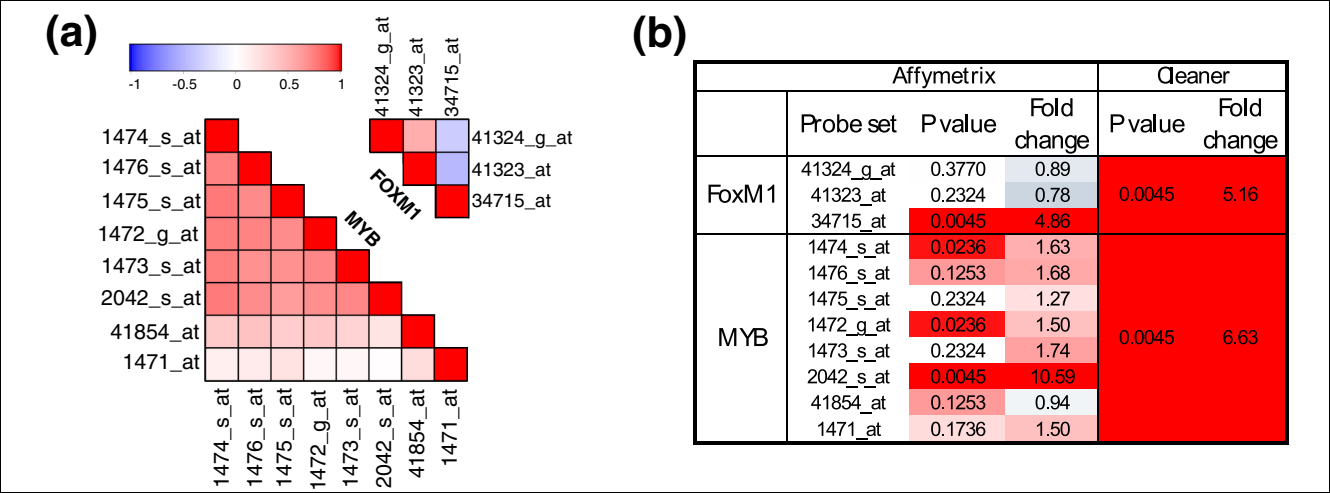 (a)
-1 -0.5 0 0.5 1
41324_g_at
41323_at
34715_at
41324_g_at
41323_at
34715_at
FOXM1
MYB
1474_s_at
1476_s_at
1475_s_at
1472_g_at
1473_s_at
2042_s_at
41854_at
1471_at
1474_s_at
1476_s_at
1475_s_at
1472_g_at
1473_s_at
2042_s_at
41854_at
1471_at
(b)
Affymetrix Cleaner
Probe set P value Fold change P value Fold change
FoxM1 0.0045 5.16
41324_g_at 0.3770 0.89
41323_at 0.2324 0.78
34715_at 0.0045 4.86
MYB 0.0045 6.63
1474_s_at 0.0236 1.63
1476_s_at 0.1253 1.68
1475_s_at 0.2324 1.27
1472_g_at 0.0236 1.50
1473_s_at 0.2324 1.74
2042_s_at 0.0045 10.59
41854_at 0.1253 0.94
1471_at 0.1736 1.50